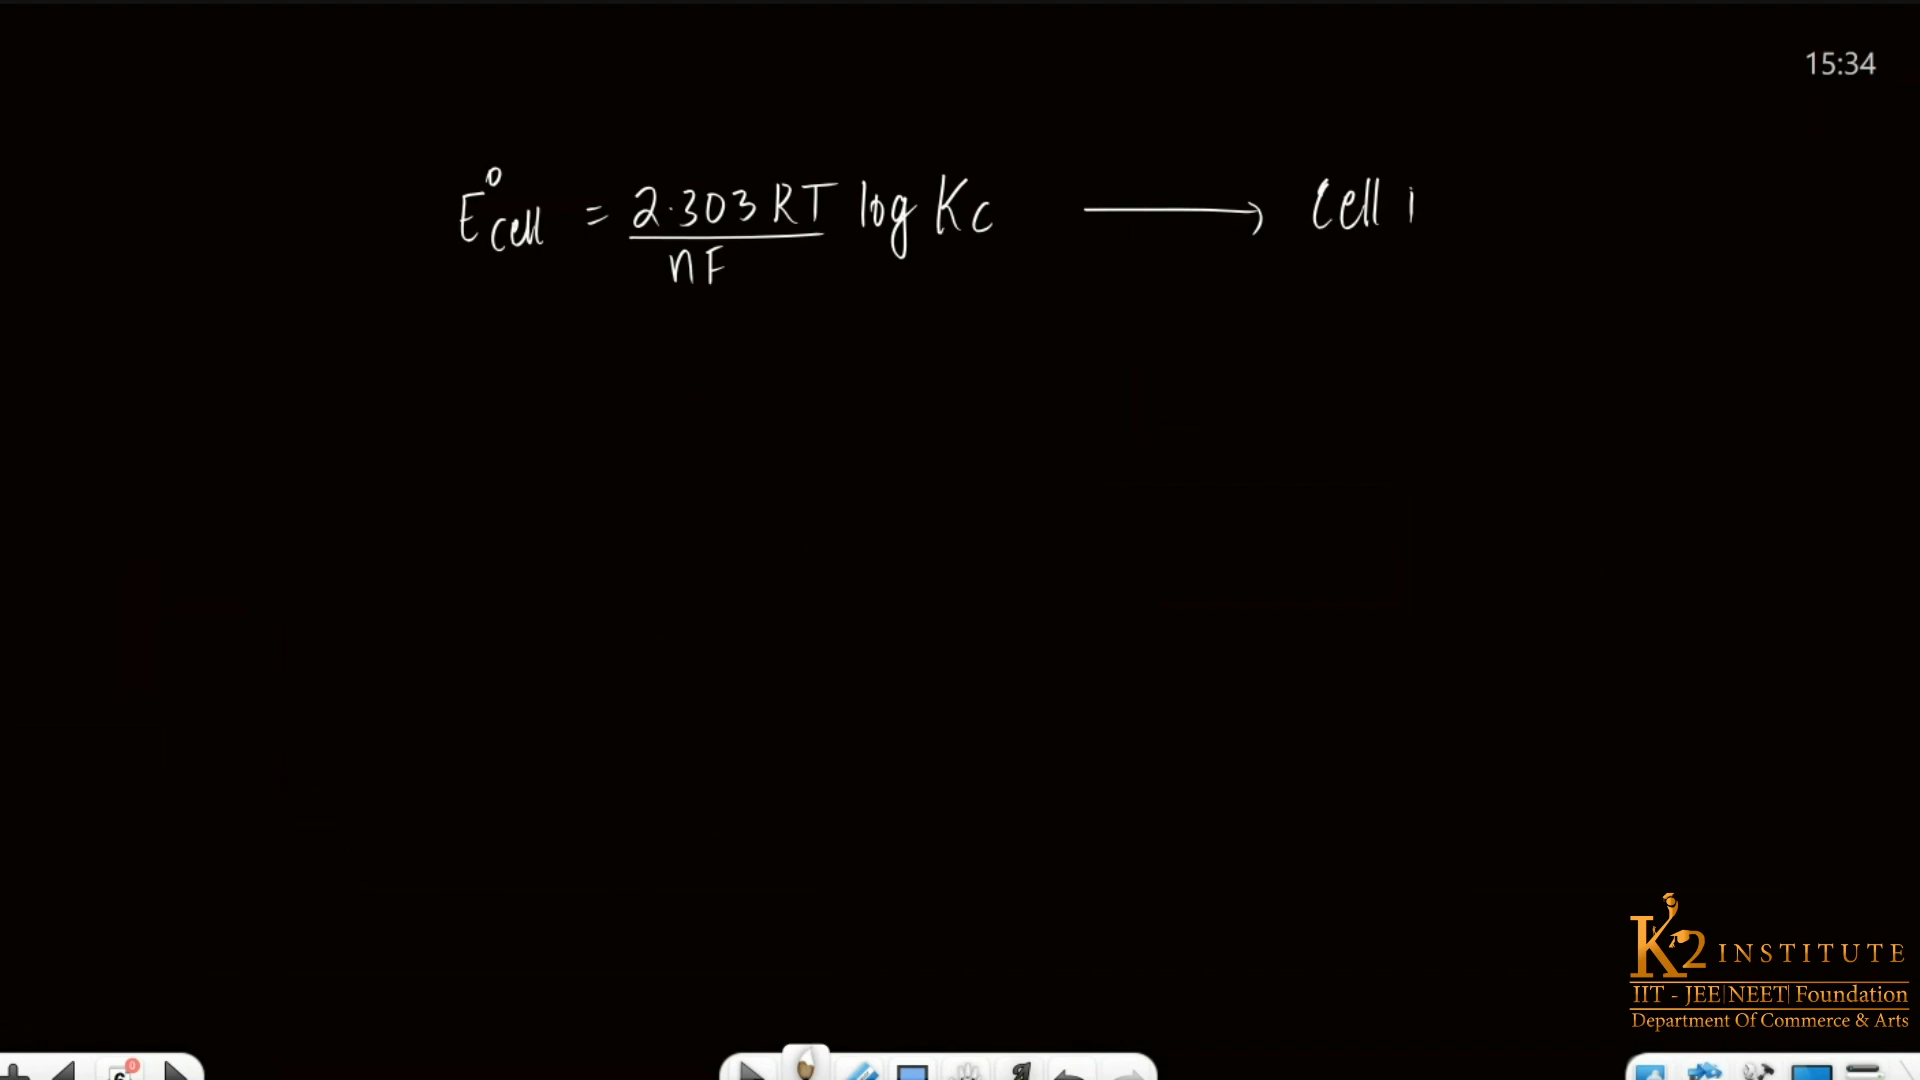 15:34
E°cell = 2.303 RT / nF log Kc → Cell i
K2 INSTITUTE
IIT - JEE|NEET| Foundation
Department Of Commerce & Arts